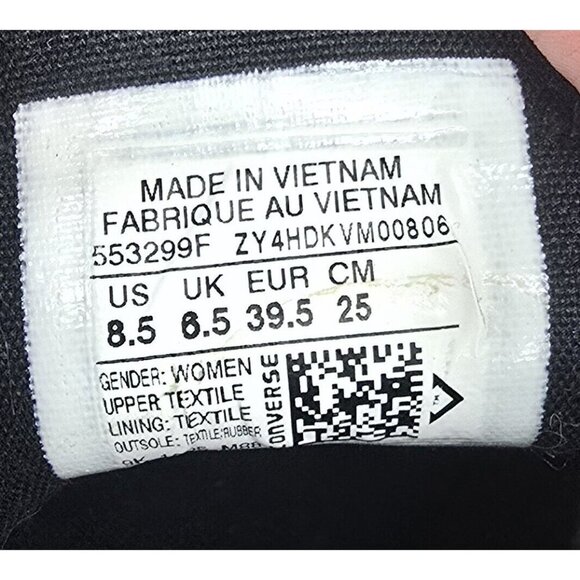 MADE IN VIETNAM
FABRIQUE AU VIETNAM
553299F ZY4HDKVM00806
US UK EUR CM
8.5 6.5 39.5 25
GENDER: WOMEN
UPPER TEXTILE
LINING: TEXTILE
OUTSOLE: TEXTILE/RUBBER
CONVERSE